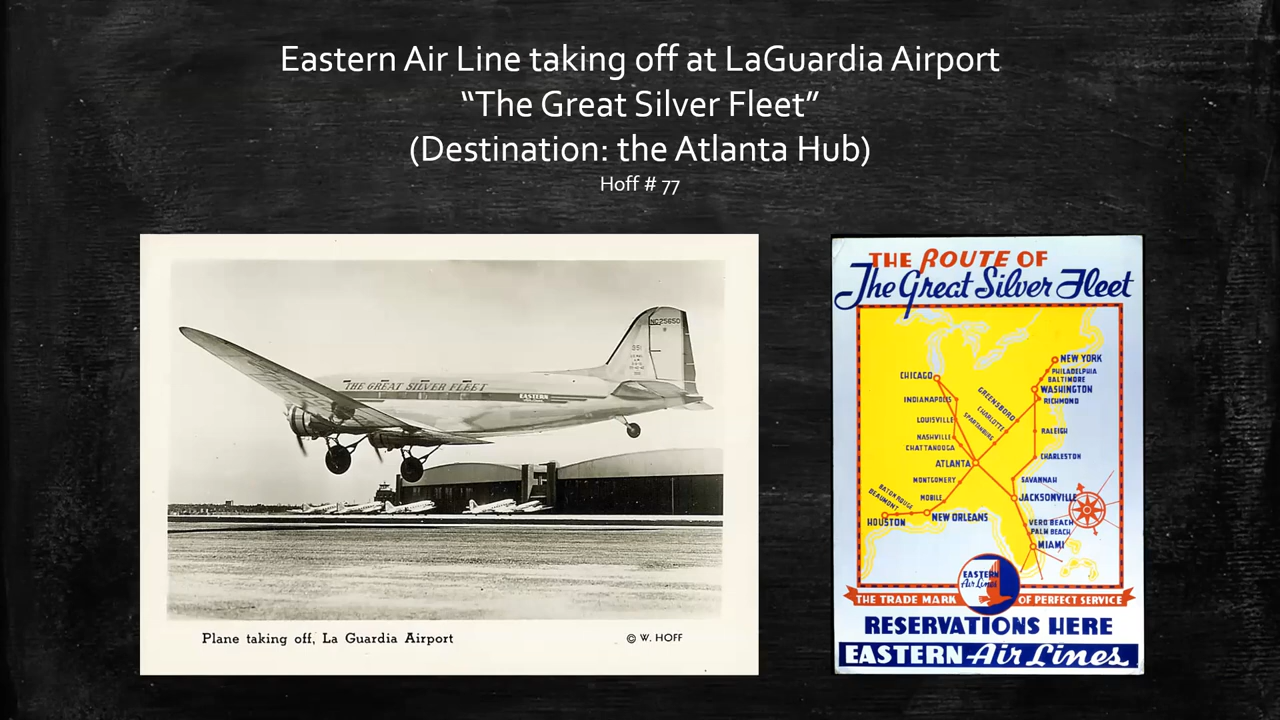 Eastern Air Line taking off at LaGuardia Airport
“The Great Silver Fleet”
(Destination: the Atlanta Hub)
Hoff # 77
NC25650
351
THE GREAT SILVER FLEET
EASTERN
Plane taking off, La Guardia Airport
© W. HOFF
THE ROUTE OF
The Great Silver Fleet
NEW YORK
PHILADELPHIA
BALTIMORE
WASHINGTON
RICHMOND
CHICAGO
INDIANAPOLIS
GREENSBORO
CHARLOTTE
SPARTANBURG
LOUISVILLE
RALEIGH
NASHVILLE
CHATTANOOGA
CHARLESTON
ATLANTA
MONTGOMERY
SAVANNAH
JACKSONVILLE
BATON ROUGE
BEAUMONT
MOBILE
HOUSTON
NEW ORLEANS
VERO BEACH
PALM BEACH
MIAMI
EASTERN
Air Lines
THE TRADE MARK OF PERFECT SERVICE
RESERVATIONS HERE
EASTERN Air Lines